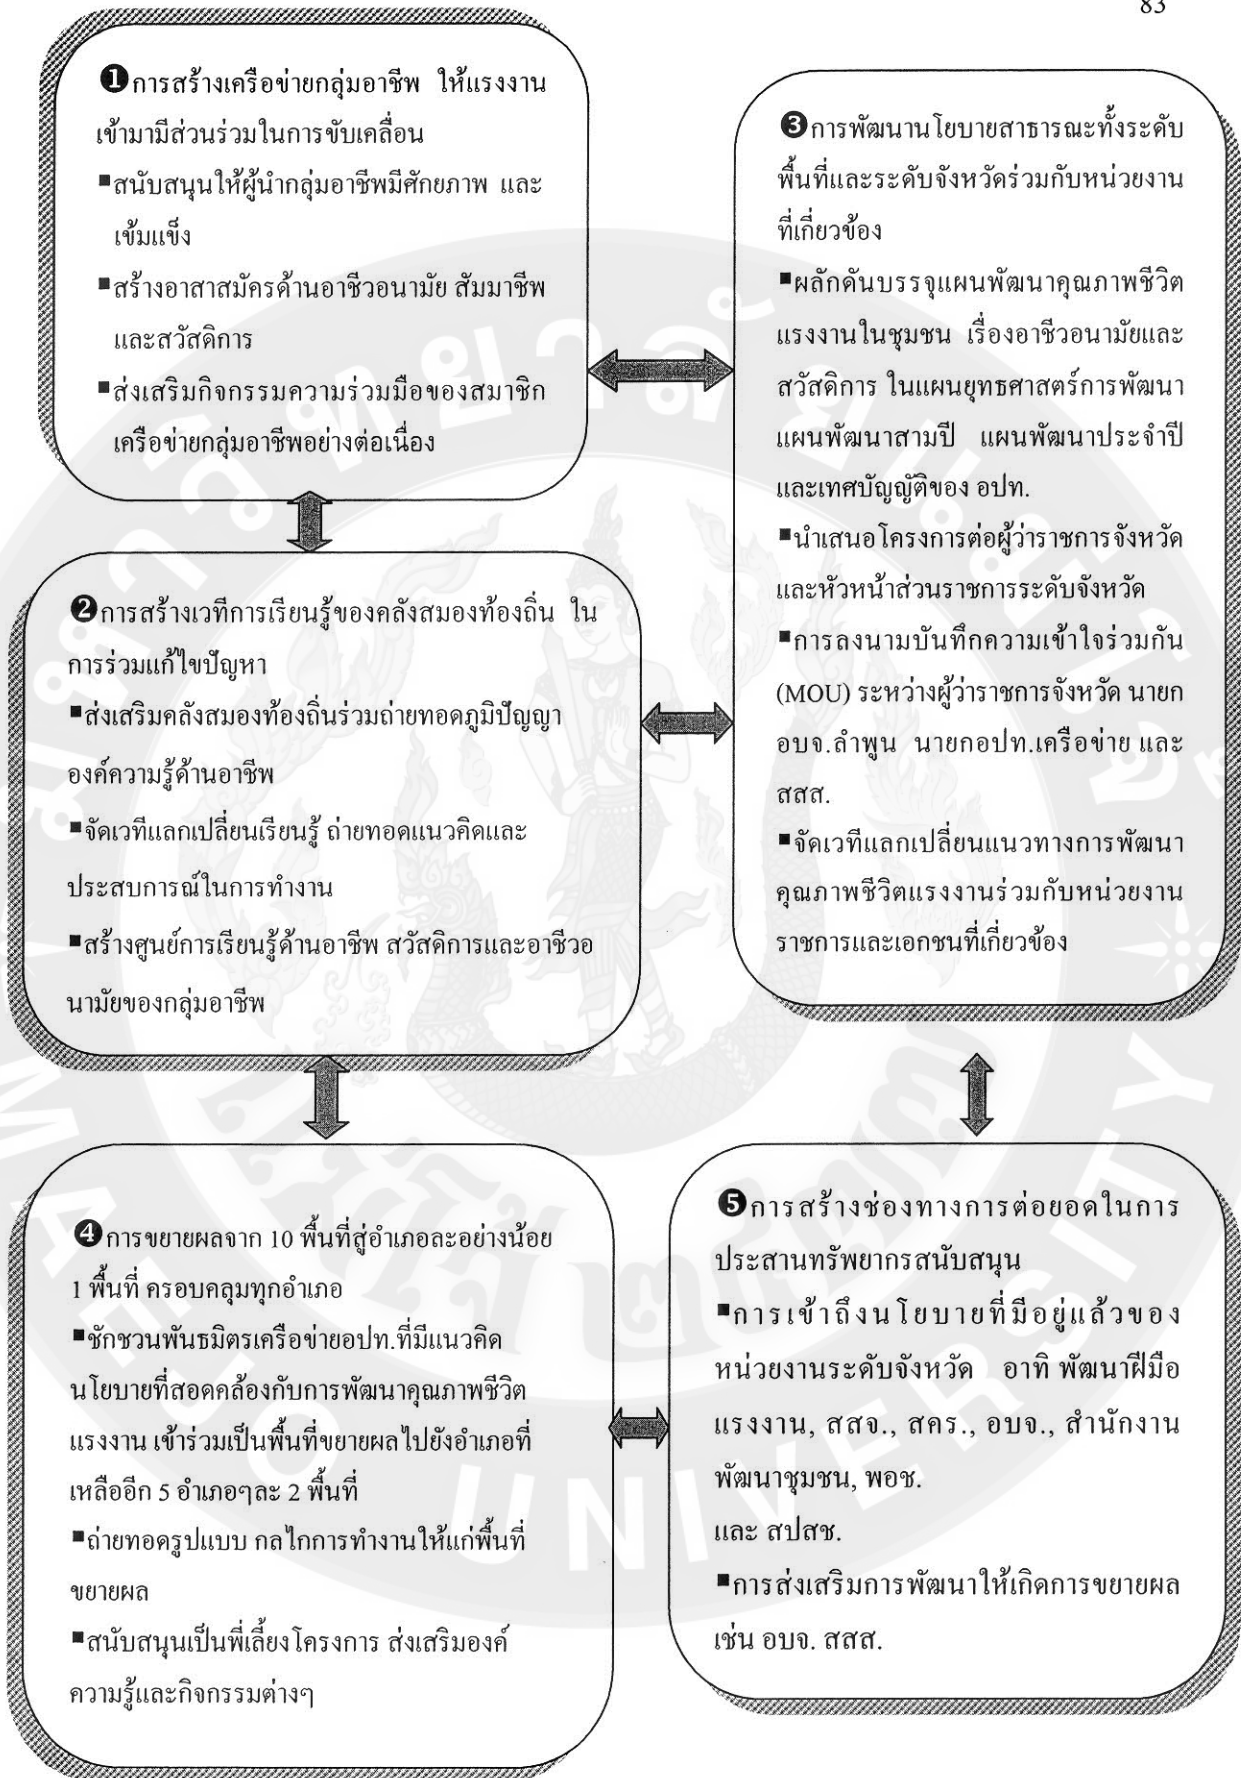 83
❶การสร้างเครือข่ายกลุ่มอาชีพ ให้แรงงาน
เข้ามามีส่วนร่วมในการขับเคลื่อน
▪สนับสนุนให้ผู้นำกลุ่มอาชีพมีศักยภาพ และ
เข้มแข็ง
▪สร้างอาสาสมัครด้านอาชีวอนามัย สัมมาชีพ
และสวัสดิการ
▪ส่งเสริมกิจกรรมความร่วมมือของสมาชิก
เครือข่ายกลุ่มอาชีพอย่างต่อเนื่อง
❷การสร้างเวทีการเรียนรู้ของคลังสมองท้องถิ่น ใน
การร่วมแก้ไขปัญหา
▪ส่งเสริมคลังสมองท้องถิ่นร่วมถ่ายทอดภูมิปัญญา
องค์ความรู้ด้านอาชีพ
▪จัดเวทีแลกเปลี่ยนเรียนรู้ ถ่ายทอดแนวคิดและ
ประสบการณ์ในการทำงาน
▪สร้างศูนย์การเรียนรู้ด้านอาชีพ สวัสดิการและอาชีวอ
นามัยของกลุ่มอาชีพ
❸การพัฒนานโยบายสาธารณะทั้งระดับ
พื้นที่และระดับจังหวัดร่วมกับหน่วยงาน
ที่เกี่ยวข้อง
▪ผลักดันบรรจุแผนพัฒนาคุณภาพชีวิต
แรงงานในชุมชน เรื่องอาชีวอนามัยและ
สวัสดิการ ในแผนยุทธศาสตร์การพัฒนา
แผนพัฒนาสามปี แผนพัฒนาประจำปี
และเทศบัญญัติของ อปท.
▪นำเสนอโครงการต่อผู้ว่าราชการจังหวัด
และหัวหน้าส่วนราชการระดับจังหวัด
▪การลงนามบันทึกความเข้าใจร่วมกัน
(MOU) ระหว่างผู้ว่าราชการจังหวัด นายก
อบจ.ลำพูน นายกอปท.เครือข่าย และ
สสส.
▪จัดเวทีแลกเปลี่ยนแนวทางการพัฒนา
คุณภาพชีวิตแรงงานร่วมกับหน่วยงาน
ราชการและเอกชนที่เกี่ยวข้อง
❹การขยายผลจาก 10 พื้นที่สู่อำเภอละอย่างน้อย
1 พื้นที่ ครอบคลุมทุกอำเภอ
▪ชักชวนพันธมิตรเครือข่ายอปท.ที่มีแนวคิด
นโยบายที่สอดคล้องกับการพัฒนาคุณภาพชีวิต
แรงงาน เข้าร่วมเป็นพื้นที่ขยายผลไปยังอำเภอที่
เหลืออีก 5 อำเภอๆละ 2 พื้นที่
▪ถ่ายทอดรูปแบบ กลไกการทำงานให้แก่พื้นที่
ขยายผล
▪สนับสนุนเป็นพี่เลี้ยงโครงการ ส่งเสริมองค์
ความรู้และกิจกรรมต่างๆ
❺การสร้างช่องทางการต่อยอดในการ
ประสานทรัพยากรสนับสนุน
▪การเข้าถึงนโยบายที่มีอยู่แล้วของ
หน่วยงานระดับจังหวัด อาทิ พัฒนาฝีมือ
แรงงาน, สสจ., สคร., อบจ., สำนักงาน
พัฒนาชุมชน, พอช.
และ สปสช.
▪การส่งเสริมการพัฒนาให้เกิดการขยายผล
เช่น อบจ. สสส.